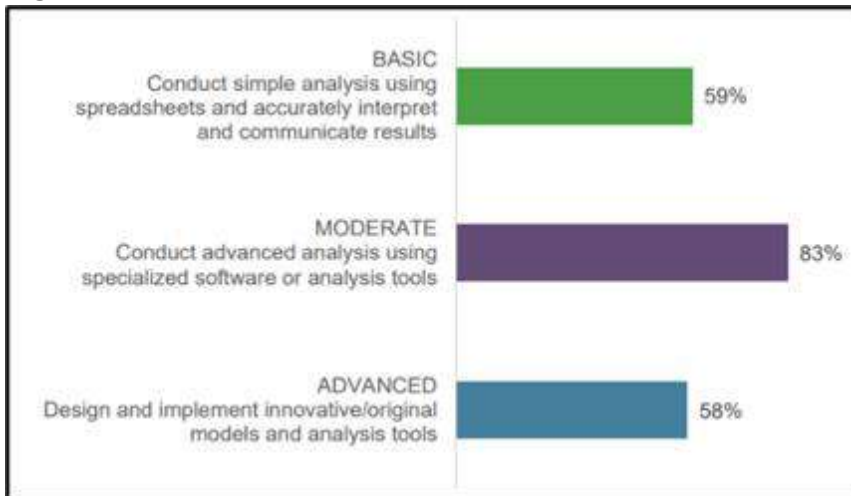 BASIC
Conduct simple analysis using
spreadsheets and accurately interpret
and communicate results
59%
MODERATE
Conduct advanced analysis using
specialized software or analysis tools
83%
ADVANCED
Design and implement innovative/original
models and analysis tools
58%